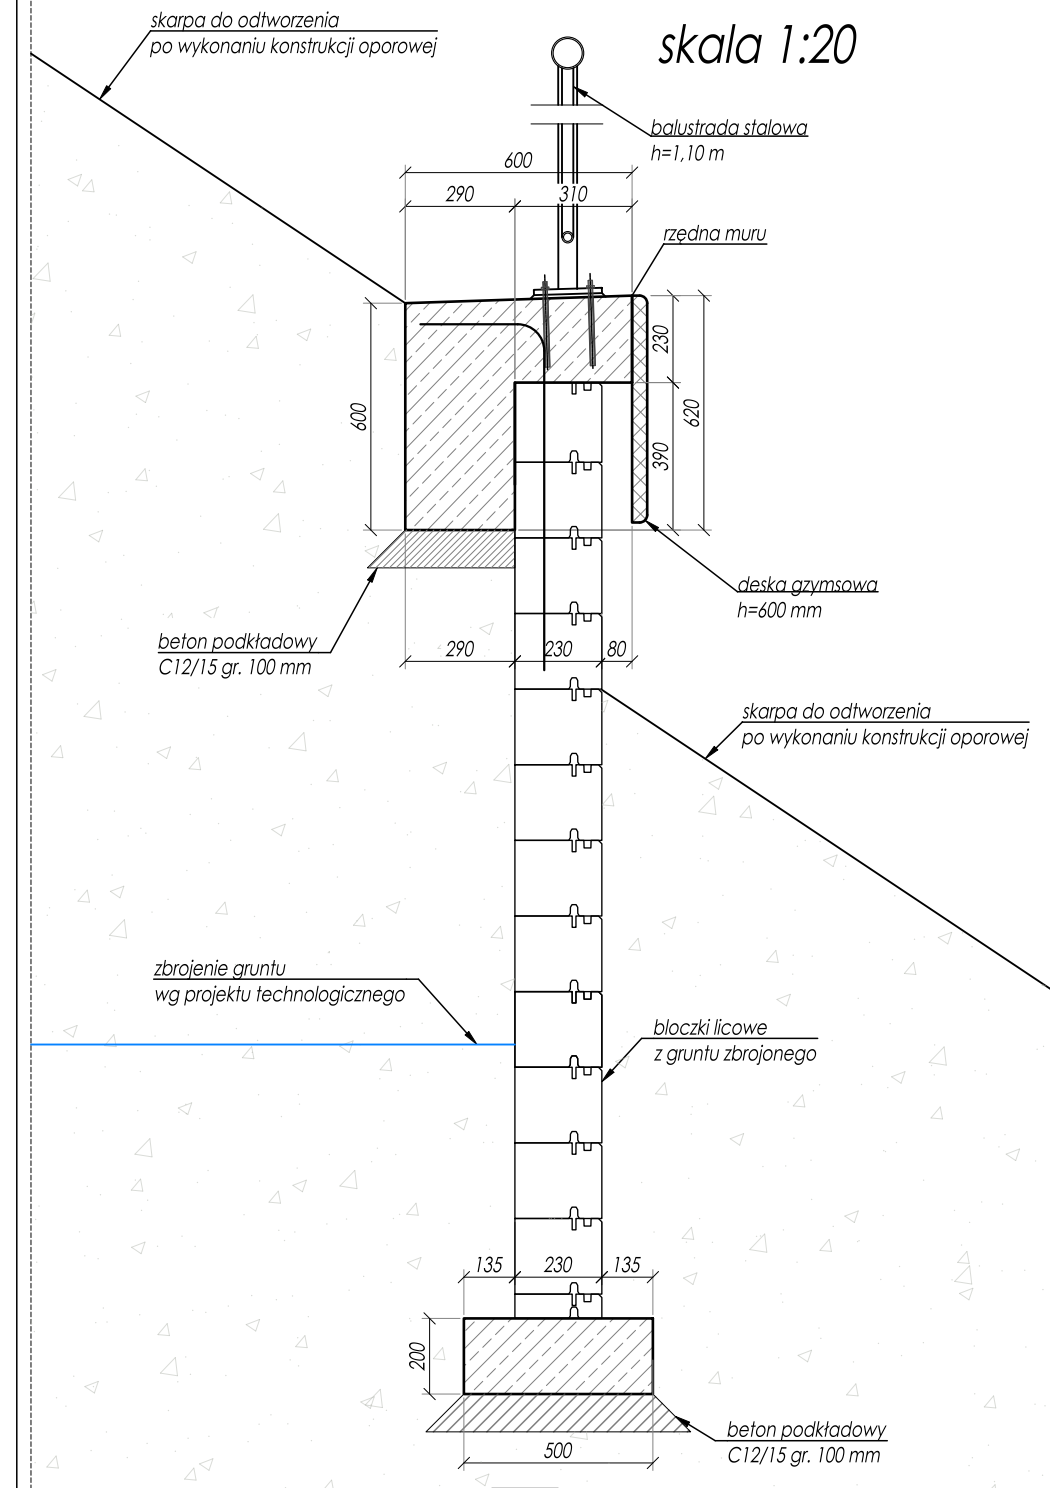 skarpa do odtworzenia
po wykonaniu konstrukcji oporowej
skala 1:20
balustrada stalowa
h=1,10 m
600
290
310
rzędna muru
230
600
620
390
deska gzymsowa
h=600 mm
beton podkładowy
C12/15 gr. 100 mm
290
230
80
skarpa do odtworzenia
po wykonaniu konstrukcji oporowej
zbrojenie gruntu
wg projektu technologicznego
bloczki licowe
z gruntu zbrojonego
135
230
135
200
beton podkładowy
C12/15 gr. 100 mm
500